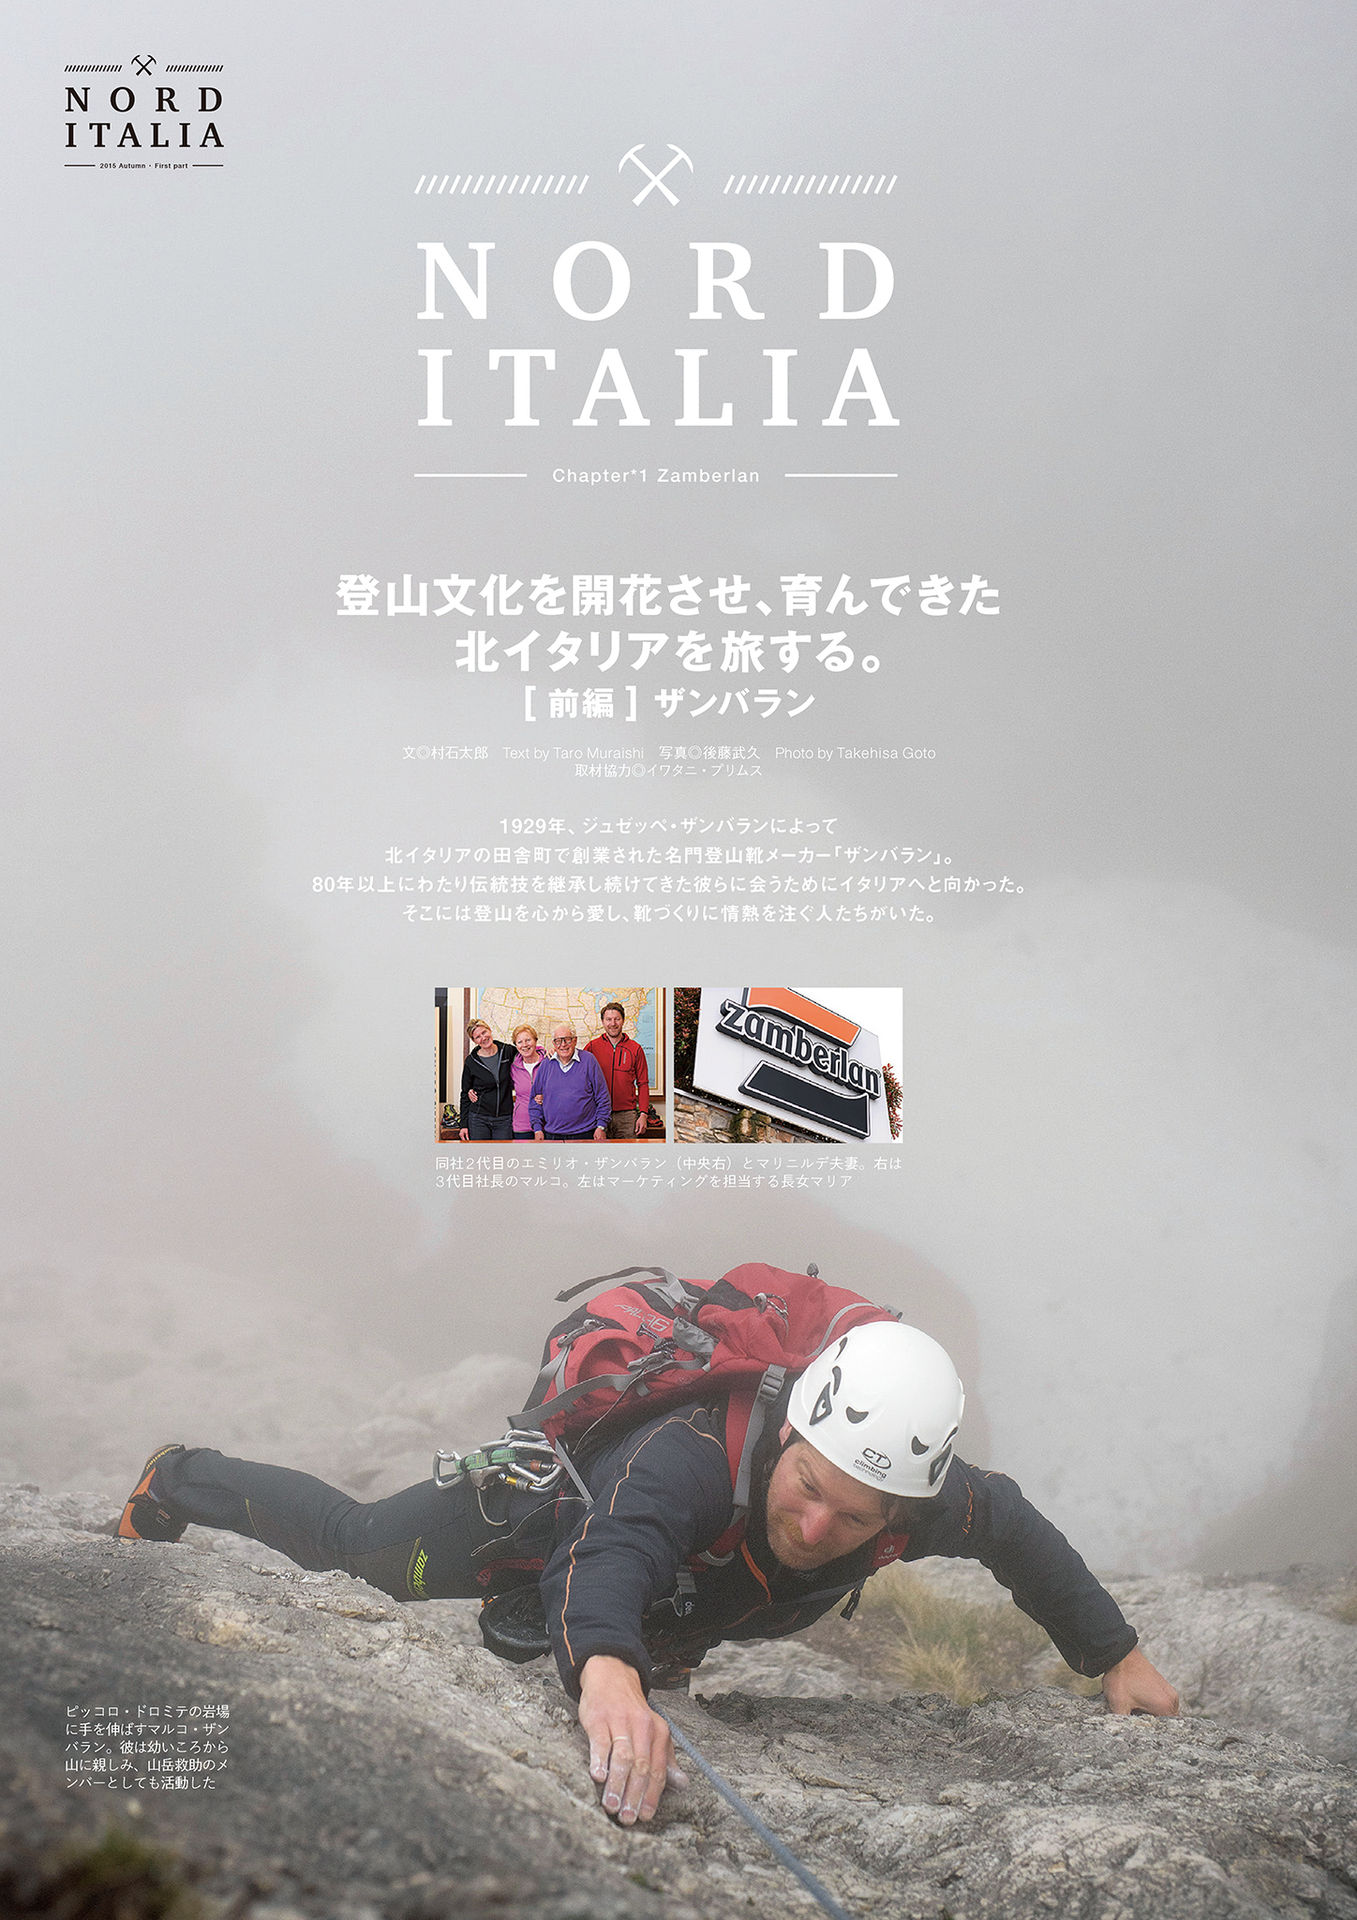 NORD
ITALIA
2015 Autumn・First part
NORD
ITALIA
Chapter*1 Zamberlan
登山文化を開花させ、育んできた
北イタリアを旅する。
[ 前編 ] ザンバラン
文◎村石太郎　Text by Taro Muraishi　写真◎後藤武久　Photo by Takehisa Goto
取材協力◎イワタニ・プリムス
1929年、ジュゼッペ・ザンバランによって
北イタリアの田舎町で創業された名門登山靴メーカー「ザンバラン」。
80年以上にわたり伝統技を継承し続けてきた彼らに会うためにイタリアへと向かった。
そこには登山を心から愛し、靴づくりに情熱を注ぐ人たちがいた。
zamberlan
同社2代目のエミリオ・ザンバラン（中央右）とマリニルデ夫妻。右は
3代目社長のマルコ。左はマーケティングを担当する長女マリア
CT
climbing
technology
ピッコロ・ドロミテの岩場
に手を伸ばすマルコ・ザン
バラン。彼は幼いころから
山に親しみ、山岳救助のメ
ンバーとしても活動した